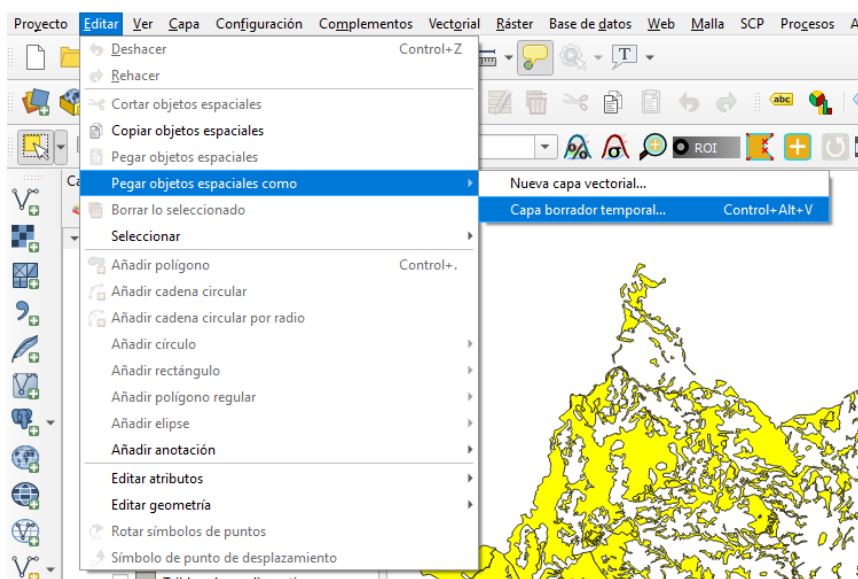 Proyecto Editar Ver Capa Configuración Complementos Vectorial Ráster Base de datos Web Malla SCP Procesos A
Deshacer Control+Z
Rehacer
Cortar objetos espaciales
abc
Copiar objetos espaciales
Pegar objetos espaciales
ROI
Pegar objetos espaciales como
Nueva capa vectorial...
Borrar lo seleccionado
Capa borrador temporal... Control+Alt+V
Seleccionar
Añadir polígono Control+.
Añadir cadena circular
Añadir cadena circular por radio
Añadir círculo
Añadir rectángulo
Añadir polígono regular
Añadir elipse
Añadir anotación
Editar atributos
Editar geometría
Rotar símbolos de puntos
Símbolo de punto de desplazamiento